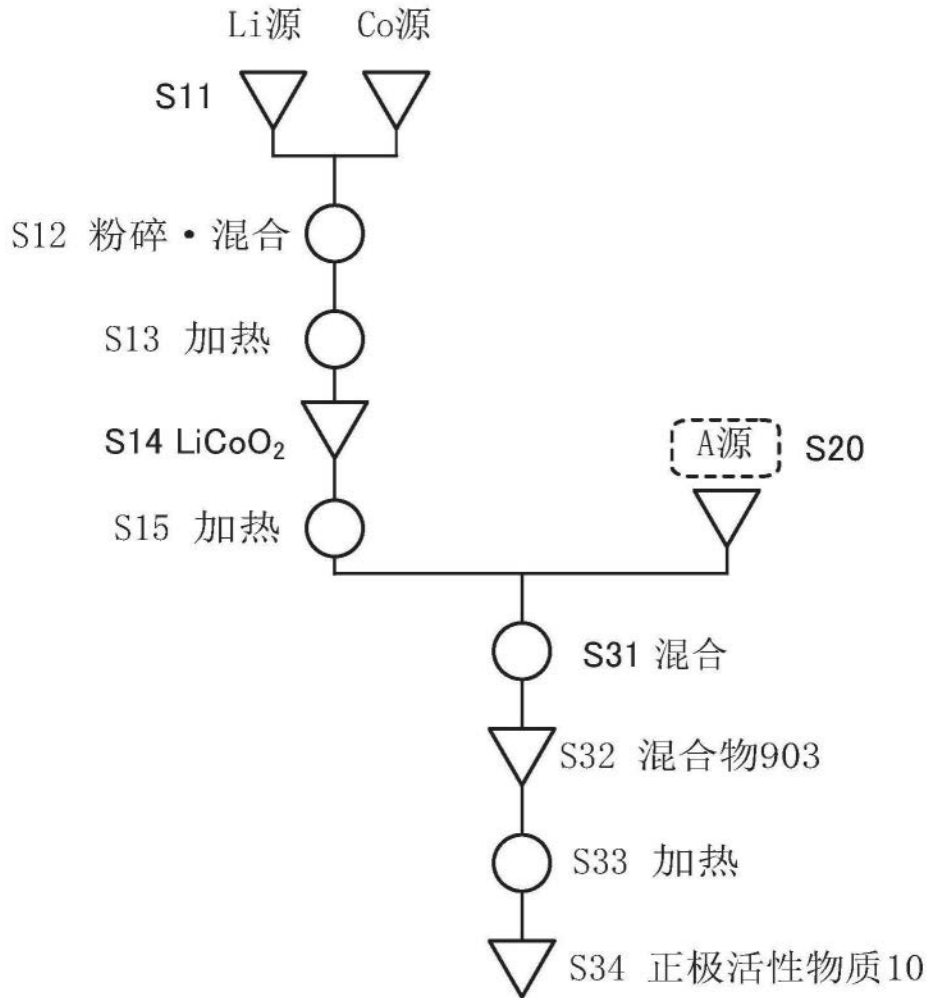 Li源 Co源
S11
S12 粉碎・混合
S13 加热
S14 LiCoO₂
A源 S20
S15 加热
S31 混合
S32 混合物903
S33 加热
S34 正极活性物质10